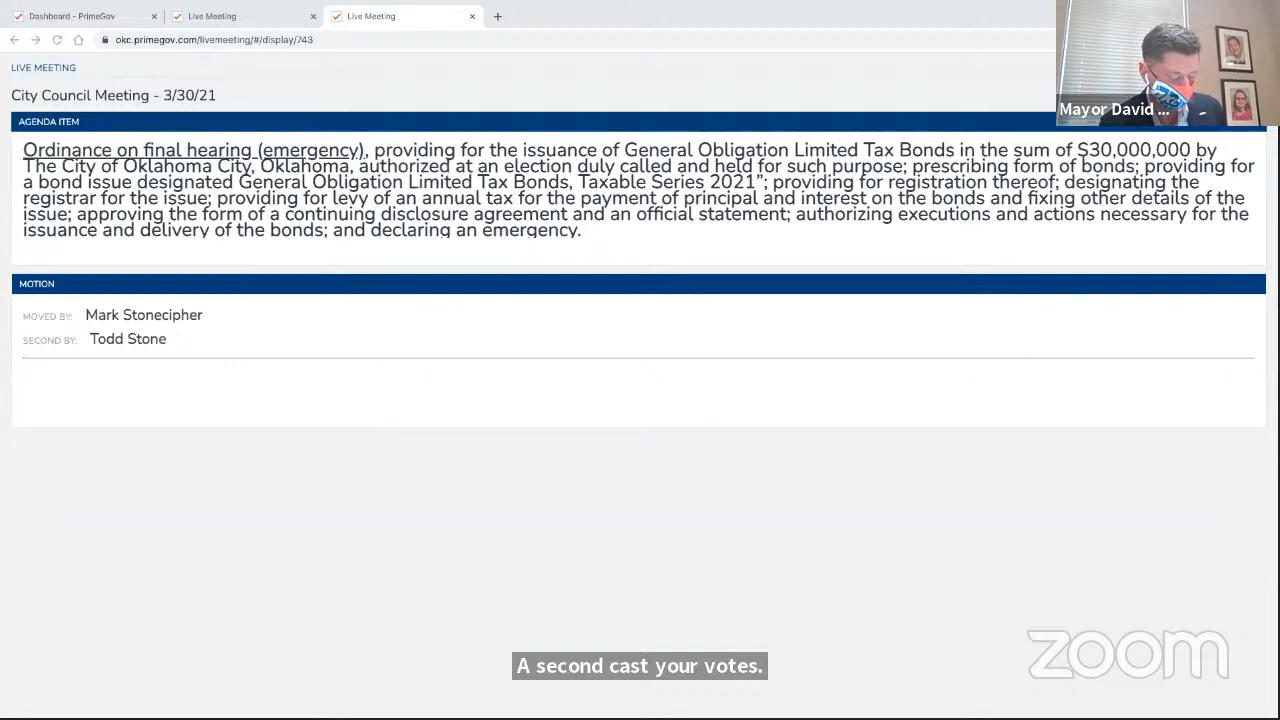 Dashboard - PrimeGov
Live Meeting
Live Meeting
okc.primegov.com/livemeeting/#/display/743
LIVE MEETING
City Council Meeting - 3/30/21
AGENDA ITEM
Ordinance on final hearing (emergency), providing for the issuance of General Obligation Limited Tax Bonds in the sum of $30,000,000 by
The City of Oklahoma City, Oklahoma, authorized at an election duly called and held for such purpose; prescribing form of bonds; providing for
a bond issue designated General Obligation Limited Tax Bonds, Taxable Series 2021”; providing for registration thereof; designating the
registrar for the issue; providing for levy of an annual tax for the payment of principal and interest on the bonds and fixing other details of the
issue; approving the form of a continuing disclosure agreement and an official statement; authorizing executions and actions necessary for the
issuance and delivery of the bonds; and declaring an emergency.
MOTION
MOVED BY: Mark Stonecipher
SECOND BY: Todd Stone
Mayor David ...
A second cast your votes.
zoom